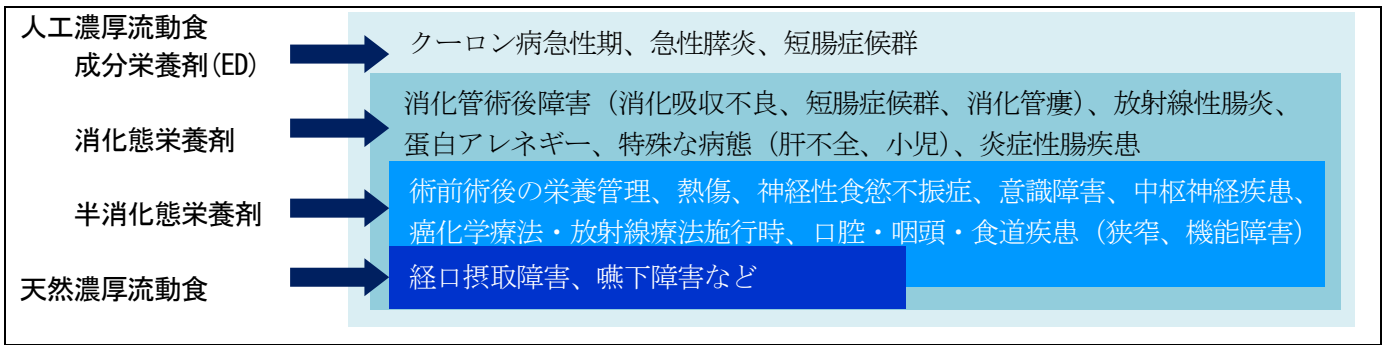 人工濃厚流動食
成分栄養剤(ED)
クーロン病急性期、急性膵炎、短腸症候群
消化態栄養剤
消化管術後障害（消化吸収不良、短腸症候群、消化管瘻）、放射線性腸炎、
蛋白アレネギー、特殊な病態（肝不全、小児）、炎症性腸疾患
半消化態栄養剤
術前術後の栄養管理、熱傷、神経性食慾不振症、意識障害、中枢神経疾患、
癌化学療法・放射線療法施行時、口腔・咽頭・食道疾患（狭窄、機能障害）
天然濃厚流動食
経口摂取障害、嚥下障害など